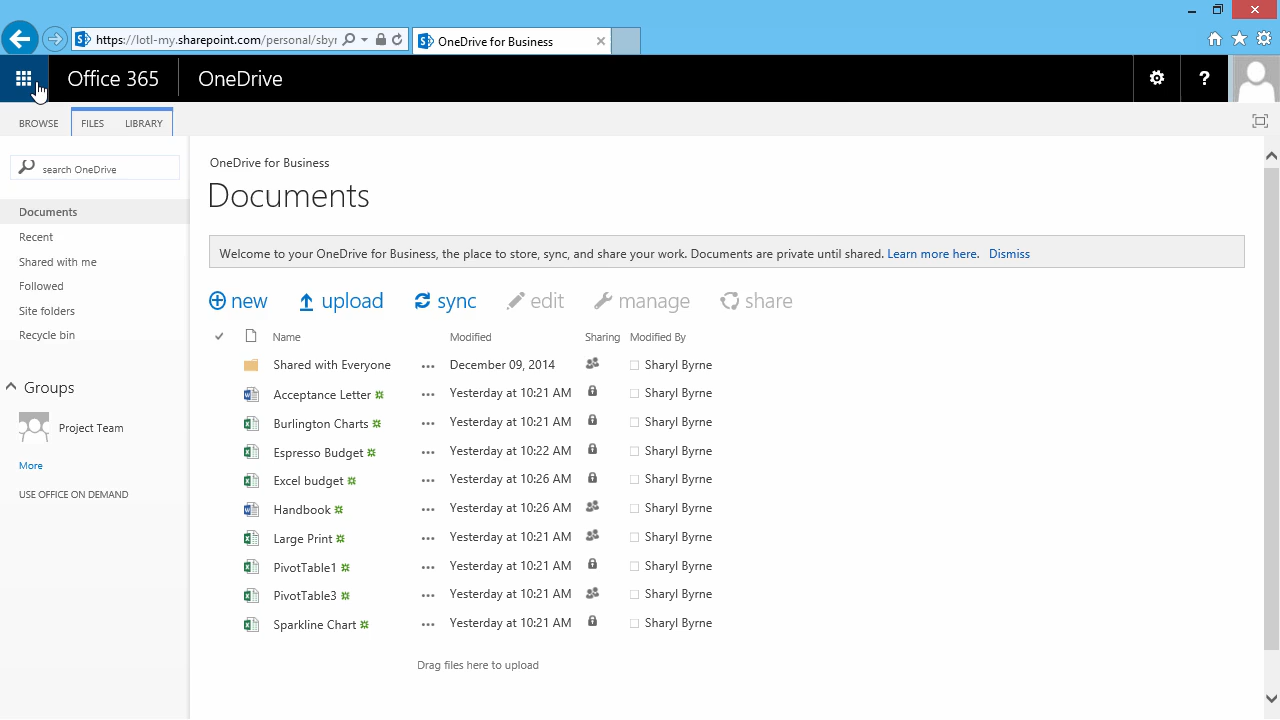 https://lotl-my.sharepoint.com/personal/sbyr
OneDrive for Business
Office 365
OneDrive
?
BROWSE
FILES
LIBRARY
search OneDrive
Documents
Recent
Shared with me
Followed
Site folders
Recycle bin
Groups
Project Team
More
USE OFFICE ON DEMAND
OneDrive for Business
Documents
Welcome to your OneDrive for Business, the place to store, sync, and share your work. Documents are private until shared. Learn more here. Dismiss
new upload sync edit manage share
Name Modified Sharing Modified By
Shared with Everyone ... December 09, 2014 Sharyl Byrne
Acceptance Letter ... Yesterday at 10:21 AM Sharyl Byrne
Burlington Charts ... Yesterday at 10:21 AM Sharyl Byrne
Espresso Budget ... Yesterday at 10:22 AM Sharyl Byrne
Excel budget ... Yesterday at 10:26 AM Sharyl Byrne
Handbook ... Yesterday at 10:26 AM Sharyl Byrne
Large Print ... Yesterday at 10:21 AM Sharyl Byrne
PivotTable1 ... Yesterday at 10:21 AM Sharyl Byrne
PivotTable3 ... Yesterday at 10:21 AM Sharyl Byrne
Sparkline Chart ... Yesterday at 10:21 AM Sharyl Byrne
Drag files here to upload